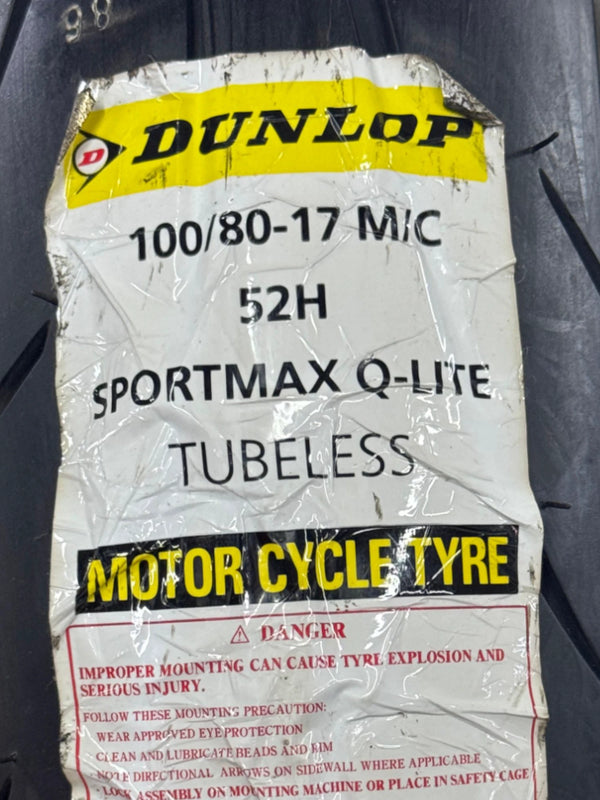 98
D DUNLOP
100/80-17 M/C
52H
SPORTMAX Q-LITE
TUBELESS
MOTOR CYCLE TYRE
⚠ DANGER
IMPROPER MOUNTING CAN CAUSE TYRE EXPLOSION AND
SERIOUS INJURY.
FOLLOW THESE MOUNTING PRECAUTION:
WEAR APPROVED EYE PROTECTION
CLEAN AND LUBRICATE BEADS AND RIM
NOTE DIRECTIONAL ARROWS ON SIDEWALL WHERE APPLICABLE
LOCK ASSEMBLY ON MOUNTING MACHINE OR PLACE IN SAFETY CAGE